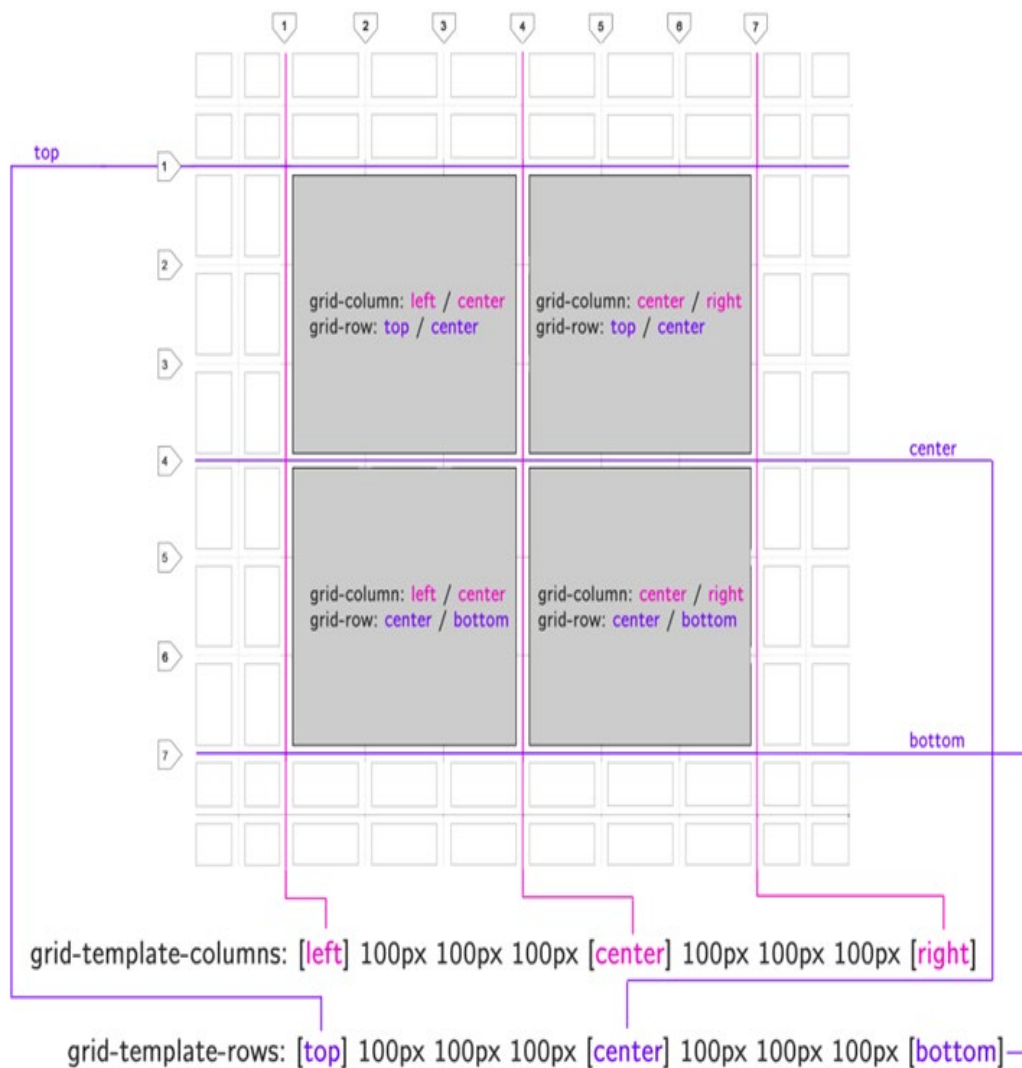 1 2 3 4 5 6 7
top
1
2
grid-column: left / center
grid-row: top / center
grid-column: center / right
grid-row: top / center
3
4
center
5
grid-column: left / center
grid-row: center / bottom
grid-column: center / right
grid-row: center / bottom
6
7
bottom
grid-template-columns: [left] 100px 100px 100px [center] 100px 100px 100px [right]
grid-template-rows: [top] 100px 100px 100px [center] 100px 100px 100px [bottom]